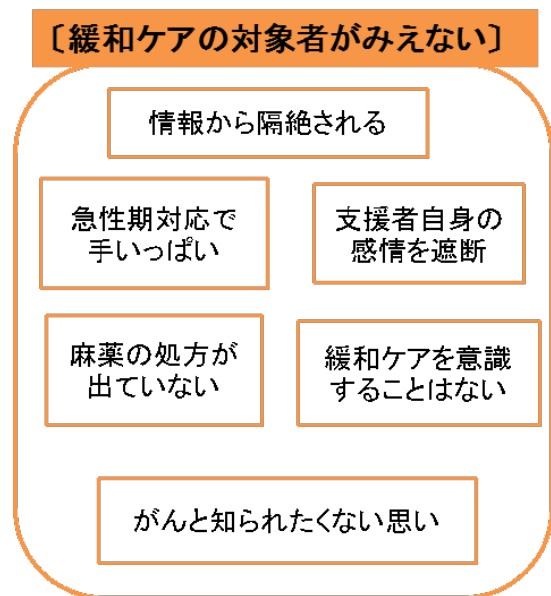 〔緩和ケアの対象者がみえない〕
情報から隔絶される
急性期対応で
手いっぱい
支援者自身の
感情を遮断
麻薬の処方が
出ていない
緩和ケアを意識
することはない
がんと知られたくない思い